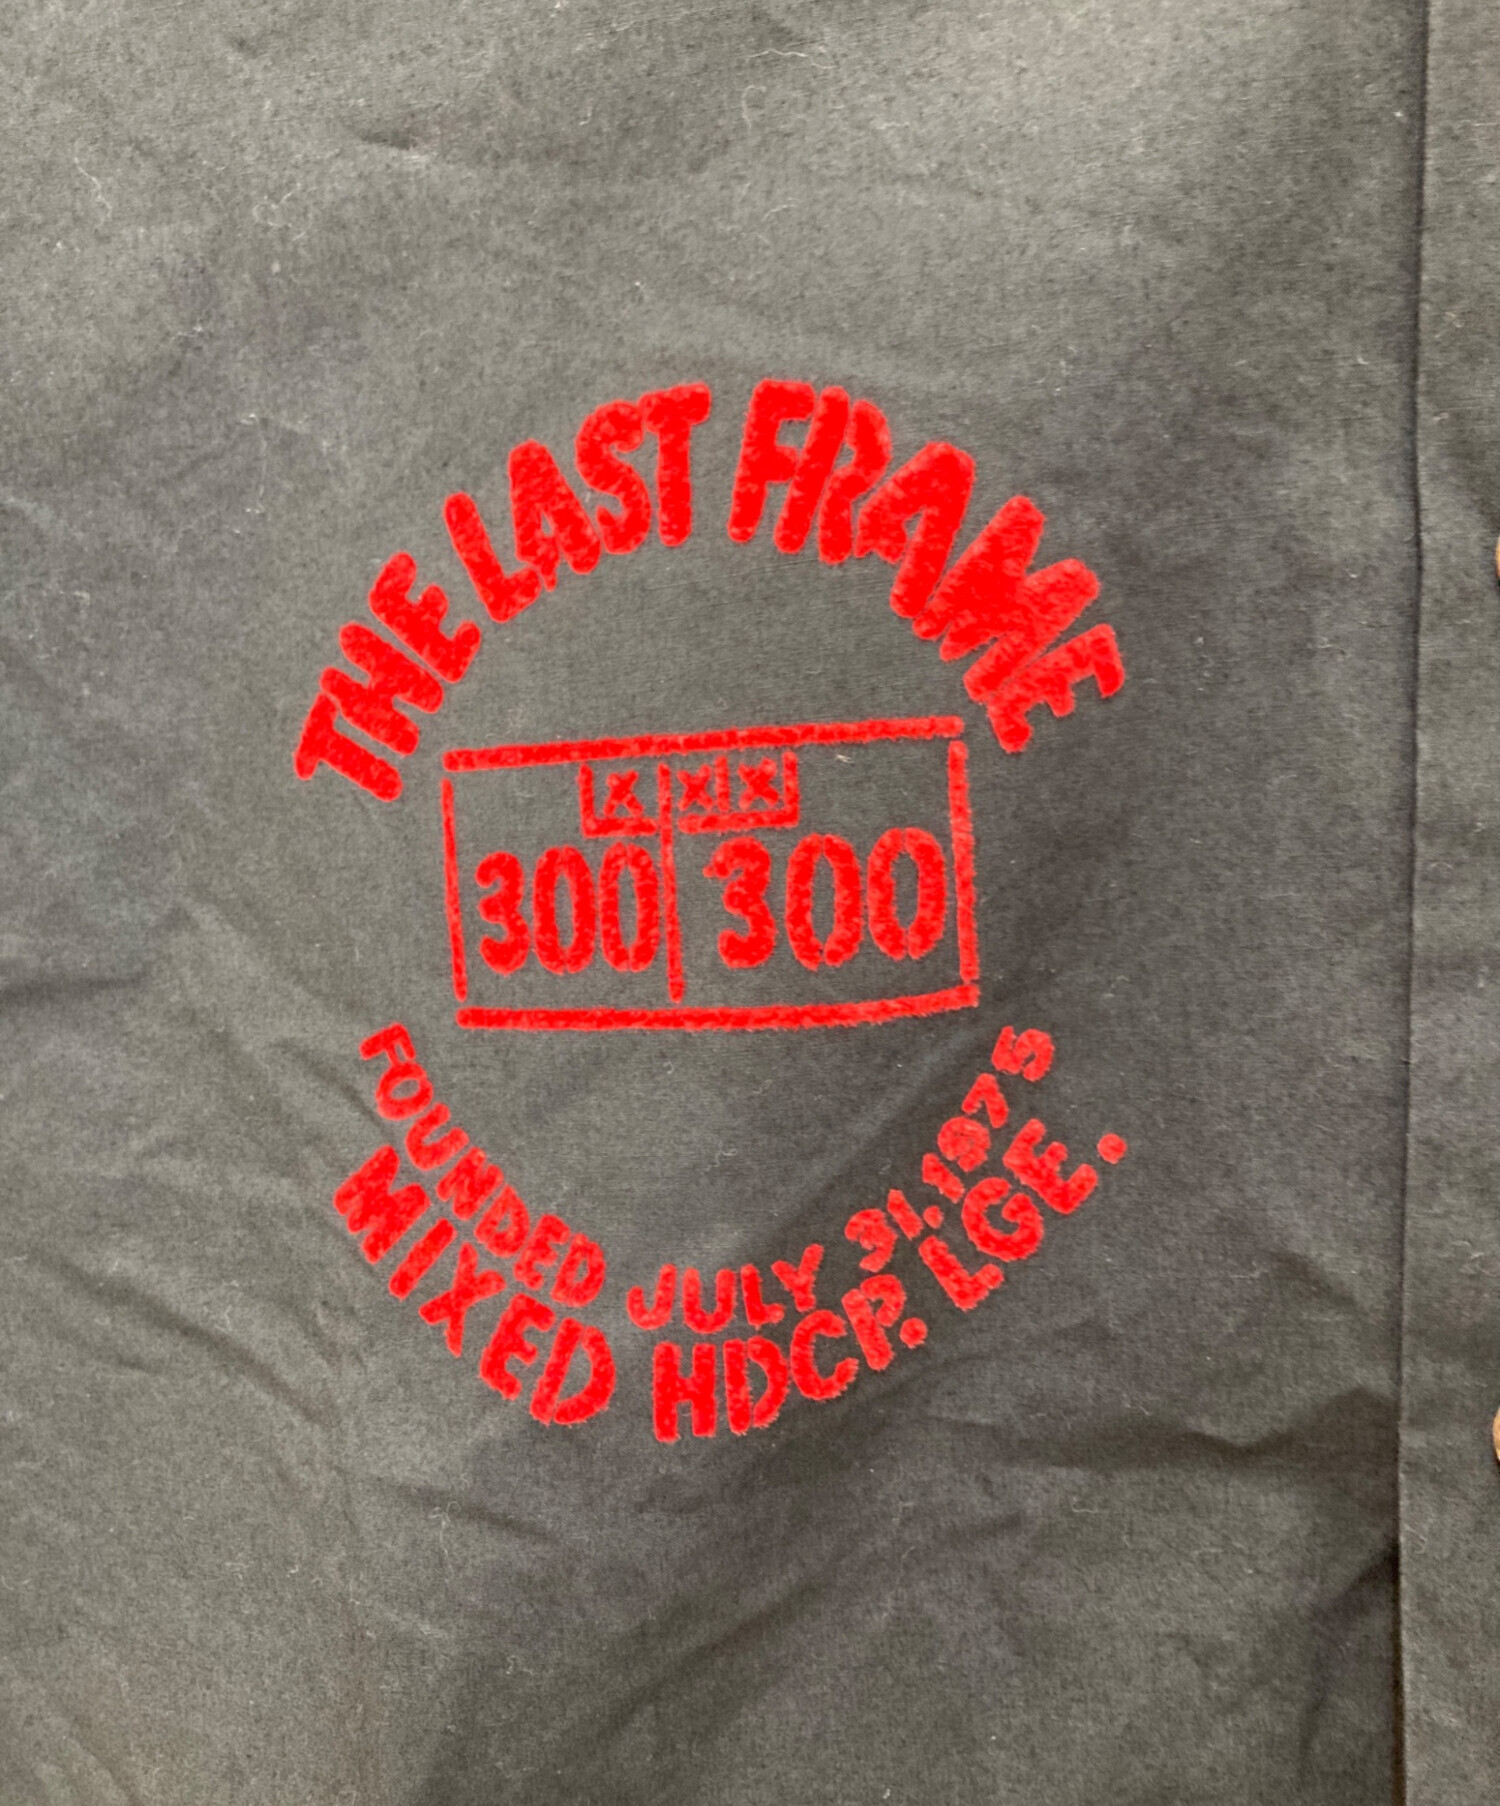 THE LAST FRAME
X X X
300 300
FOUNDED JULY 31.1975
MIXED HDCP. LGE.